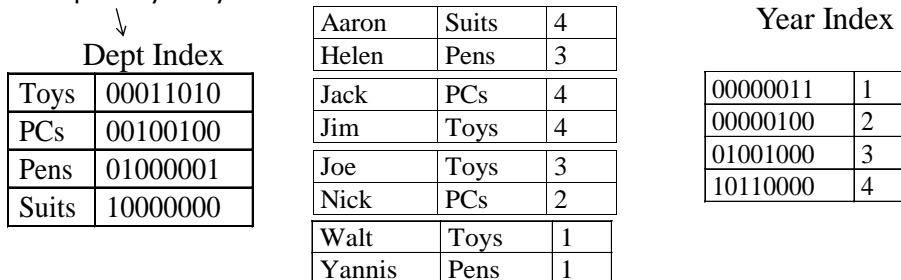 Dept Index
Toys 00011010
PCs 00100100
Pens 01000001
Suits 10000000
Aaron Suits 4
Helen Pens 3
Jack PCs 4
Jim Toys 4
Joe Toys 3
Nick PCs 2
Walt Toys 1
Yannis Pens 1
Year Index
00000011 1
00000100 2
01001000 3
10110000 4